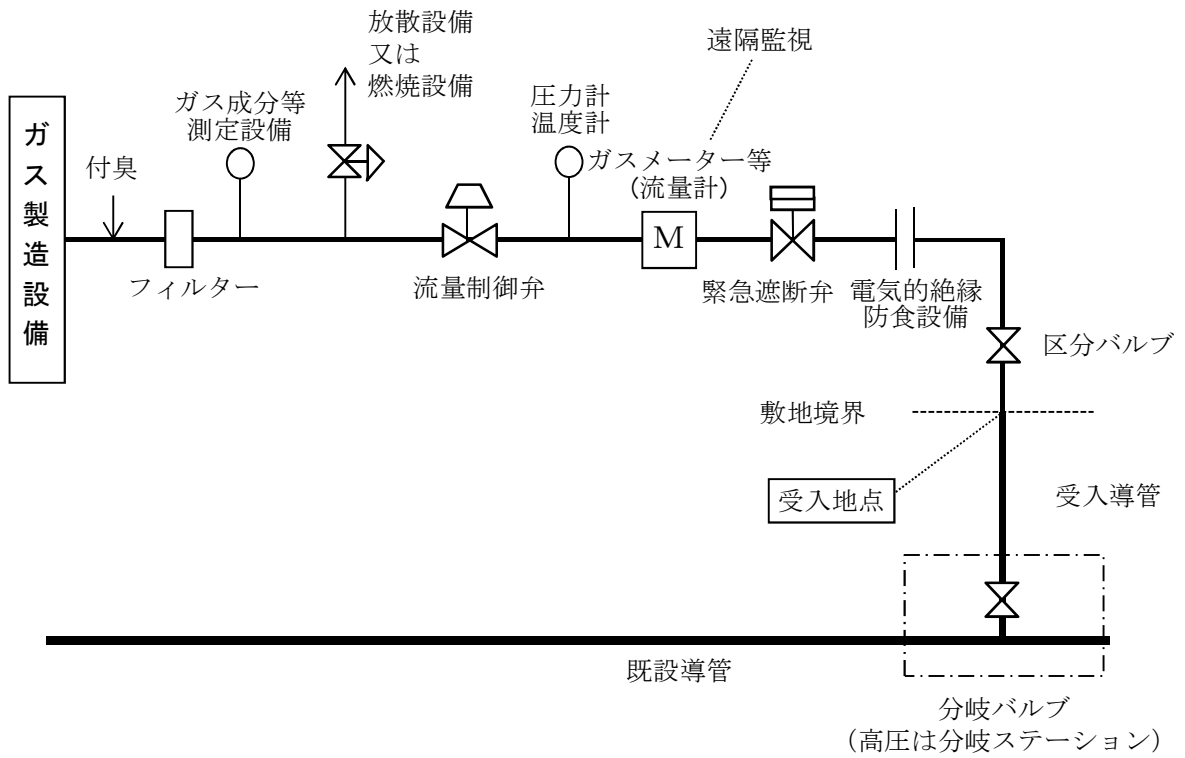 放散設備
又は
燃焼設備
遠隔監視
ガス成分等
測定設備
圧力計
温度計
ガス製造設備
付臭
ガスメーター等
(流量計)
M
フィルター
流量制御弁
緊急遮断弁
電気的絶縁
防食設備
区分バルブ
敷地境界
受入地点
受入導管
既設導管
分岐バルブ
(高圧は分岐ステーション)